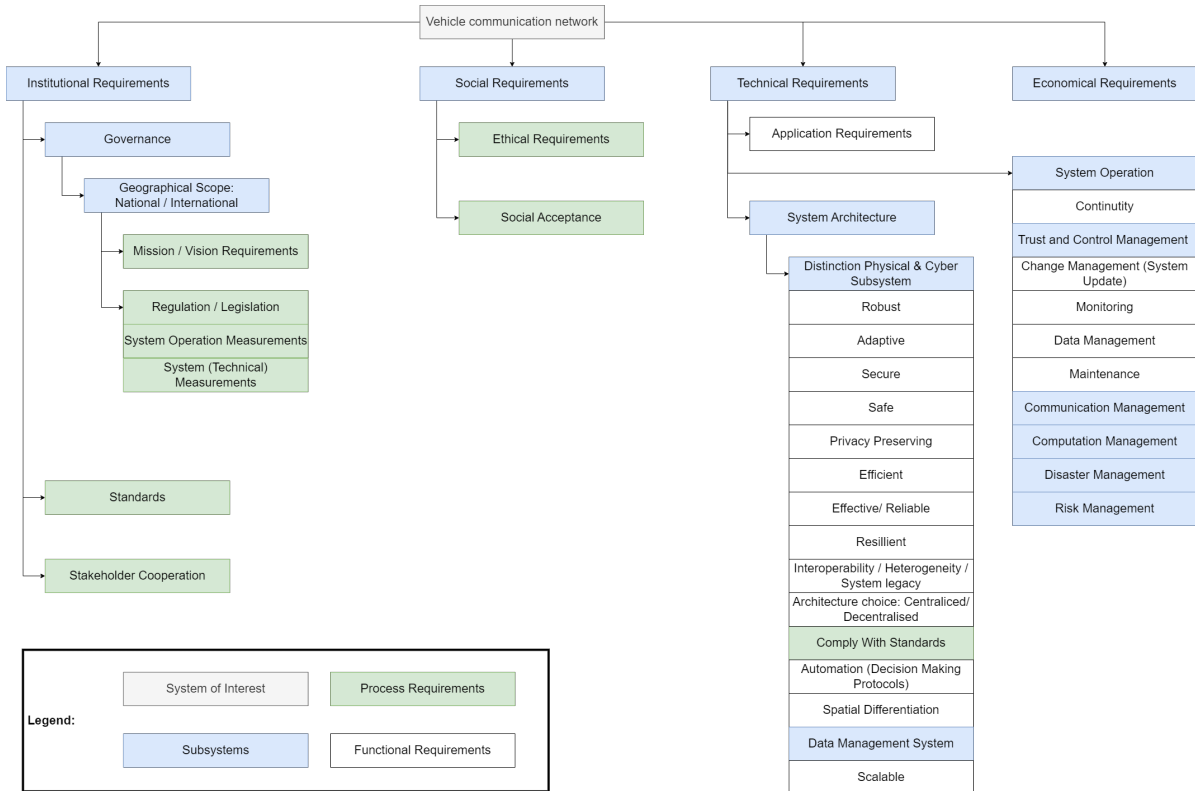 Vehicle communication network
Institutional Requirements
Social Requirements
Technical Requirements
Economical Requirements
Governance
Geographical Scope:
National / International
Mission / Vision Requirements
Regulation / Legislation
System Operation Measurements
System (Technical)
Measurements
Standards
Stakeholder Cooperation
Ethical Requirements
Social Acceptance
Application Requirements
System Architecture
Distinction Physical & Cyber
Subsystem
Robust
Adaptive
Secure
Safe
Privacy Preserving
Efficient
Effective/ Reliable
Resillient
Interoperability / Heterogeneity /
System legacy
Architecture choice: Centraliced/
Decentralised
Comply With Standards
Automation (Decision Making
Protocols)
Spatial Differentiation
Data Management System
Scalable
System Operation
Continutity
Trust and Control Management
Change Management (System
Update)
Monitoring
Data Management
Maintenance
Communication Management
Computation Management
Disaster Management
Risk Management
Legend:
System of Interest
Process Requirements
Subsystems
Functional Requirements